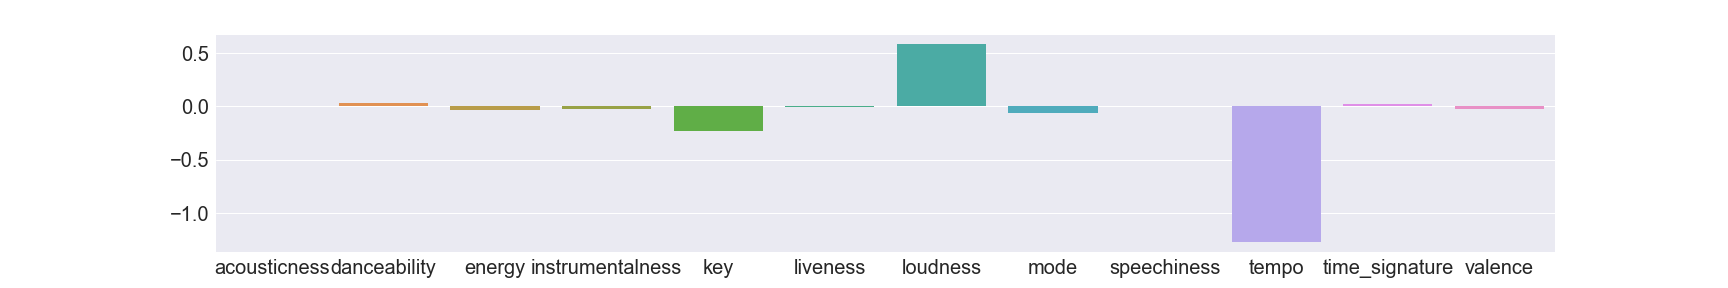 0.5
0.0
−0.5
−1.0
acousticness danceability energy instrumentalness key liveness loudness mode speechiness tempo time_signature valence